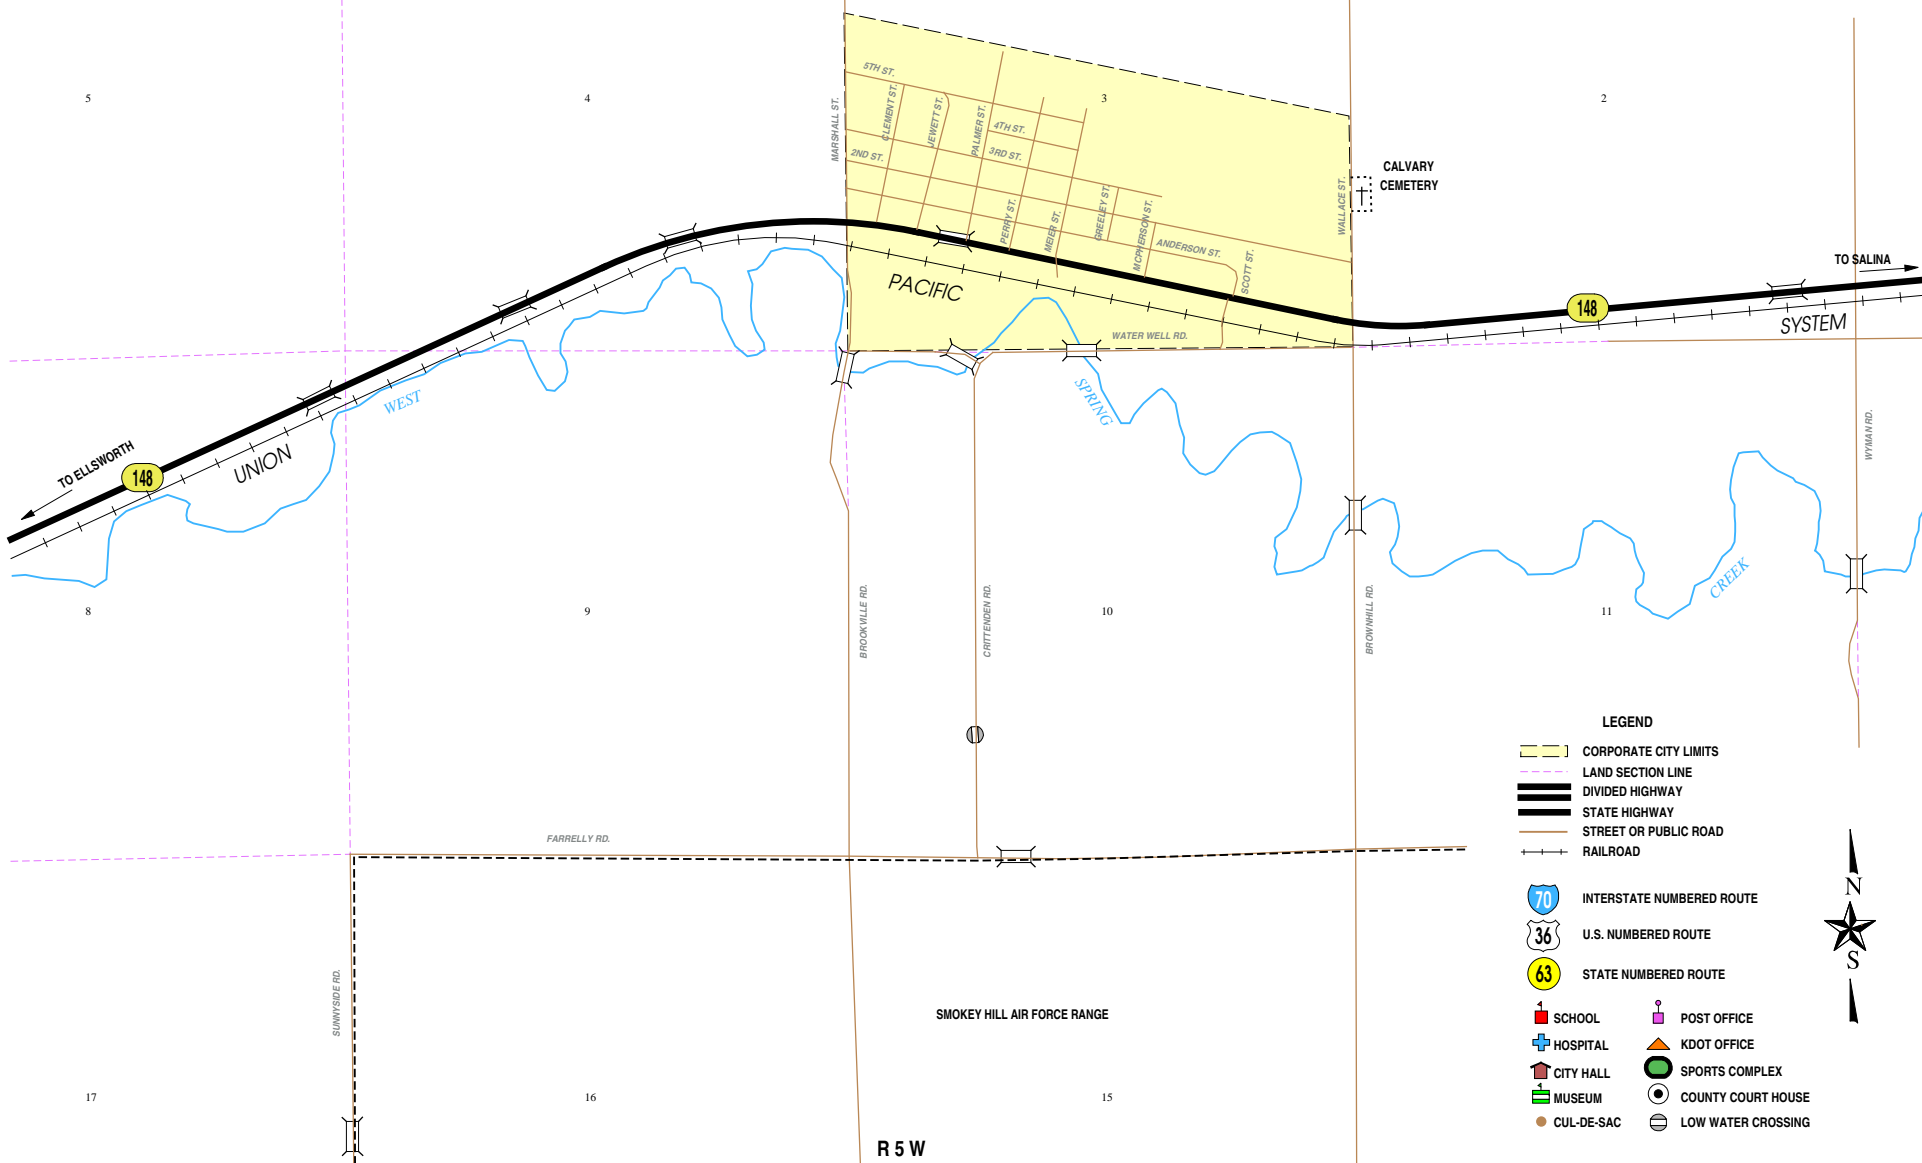 5
4
3
2
5TH ST.
CLEMENT ST.
JEWETT ST.
PALMER ST.
4TH ST.
MARSHALL ST.
2ND ST.
3RD ST.
CALVARY
CEMETERY
WALLACE ST.
PERRY ST.
MEIER ST.
GREELEY ST.
MCPHERSON ST.
ANDERSON ST.
SCOTT ST.
TO SALINA
PACIFIC
148
SYSTEM
WATER WELL RD.
WEST
SPRING
WYMAN RD.
TO ELLSWORTH
148
UNION
CREEK
8
9
BROOKVILLE RD.
CRITTENDEN RD.
10
BROWNHILL RD.
11
LEGEND
CORPORATE CITY LIMITS
LAND SECTION LINE
DIVIDED HIGHWAY
STATE HIGHWAY
STREET OR PUBLIC ROAD
RAILROAD
FARRELLY RD.
70 INTERSTATE NUMBERED ROUTE
36 U.S. NUMBERED ROUTE
63 STATE NUMBERED ROUTE
N
S
SUNNYSIDE RD.
SMOKEY HILL AIR FORCE RANGE
SCHOOL
POST OFFICE
HOSPITAL
KDOT OFFICE
CITY HALL
SPORTS COMPLEX
MUSEUM
COUNTY COURT HOUSE
CUL-DE-SAC
LOW WATER CROSSING
17
16
15
R 5 W